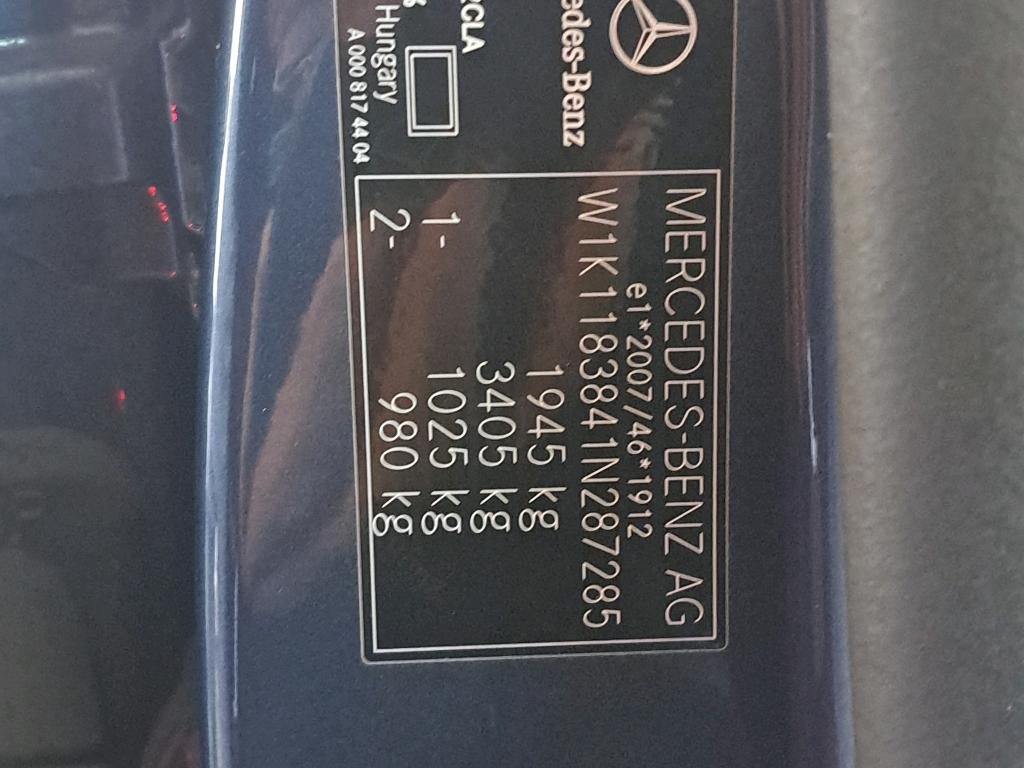 edes-Benz
CLA
Hungary
A 000 817 44 04
MERCEDES-BENZ AG
e1*2007/46*1912
W1K1183841N287285
1945 kg
3405 kg
1- 1025 kg
2- 980 kg